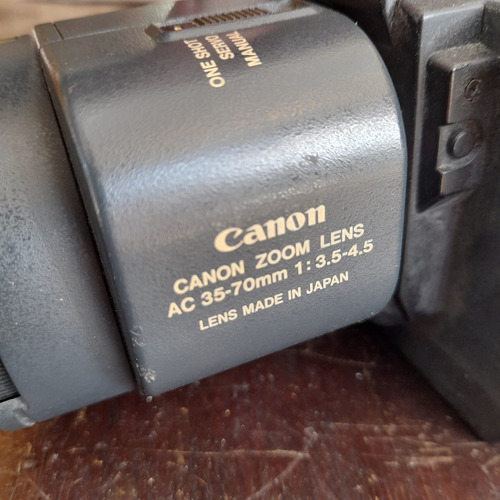 ONE SHOT
SERVO
MANUAL
Canon
CANON ZOOM LENS
AC 35-70mm 1:3.5-4.5
LENS MADE IN JAPAN